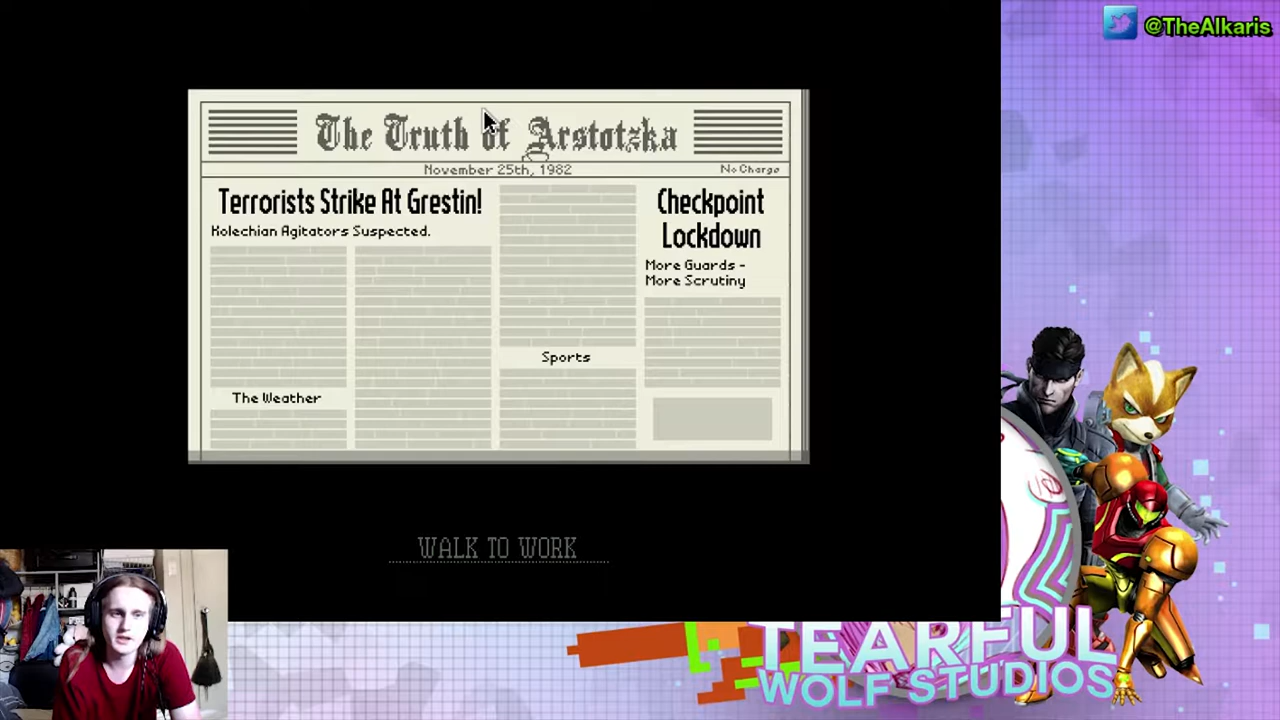 @TheAlkaris
The Truth of Arstotzka
November 25th, 1982
No Charge
Terrorists Strike At Grestin!
Kolechian Agitators Suspected.
The Weather
Sports
Checkpoint
Lockdown
More Guards -
More Scrutiny
WALK TO WORK
TEARFUL
WOLF STUDIOS